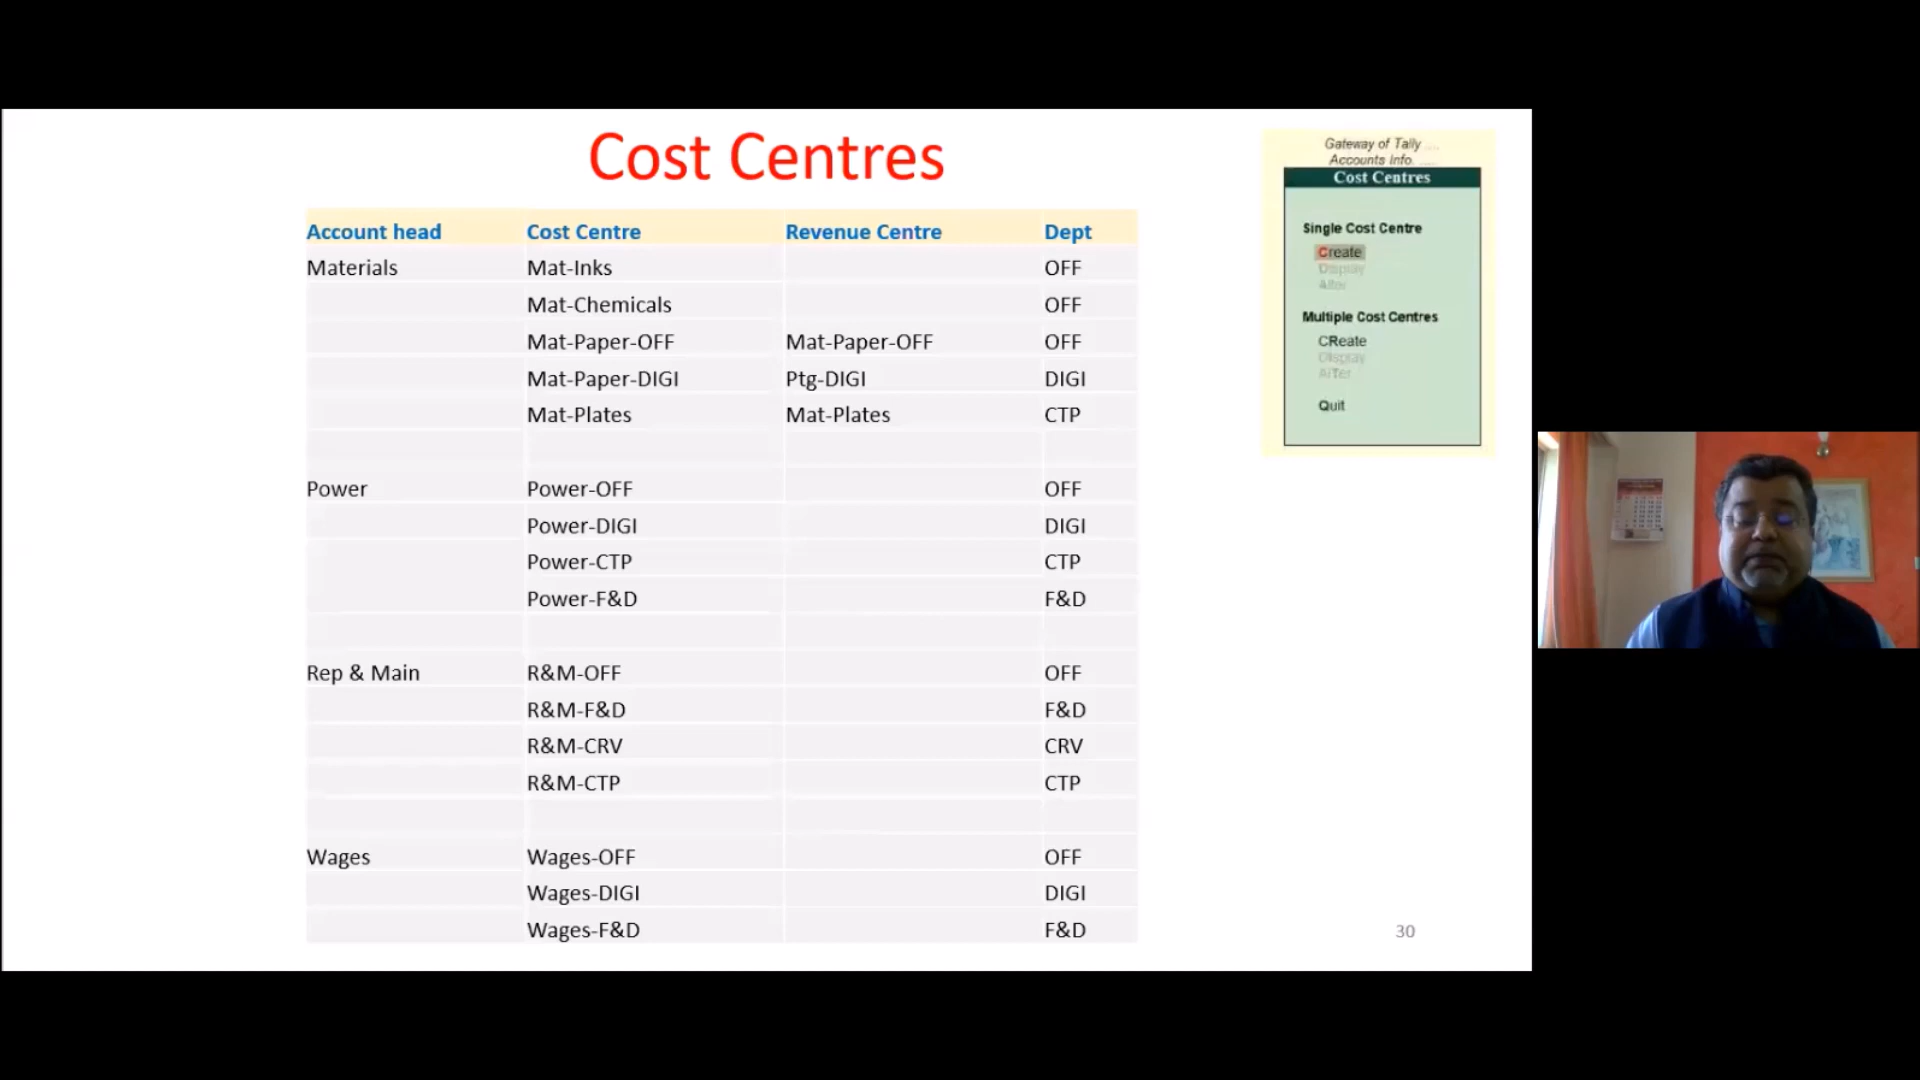 Cost Centres
Account head Cost Centre Revenue Centre Dept
Materials Mat-Inks OFF
Mat-Chemicals OFF
Mat-Paper-OFF Mat-Paper-OFF OFF
Mat-Paper-DIGI Ptg-DIGI DIGI
Mat-Plates Mat-Plates CTP
Power Power-OFF OFF
Power-DIGI DIGI
Power-CTP CTP
Power-F&D F&D
Rep & Main R&M-OFF OFF
R&M-F&D F&D
R&M-CRV CRV
R&M-CTP CTP
Wages Wages-OFF OFF
Wages-DIGI DIGI
Wages-F&D F&D
Gateway of Tally ....
Accounts Info. .....
Cost Centres
Single Cost Centre
Create
Display
Alter
Multiple Cost Centres
CReate
Display
AlTer
Quit
30